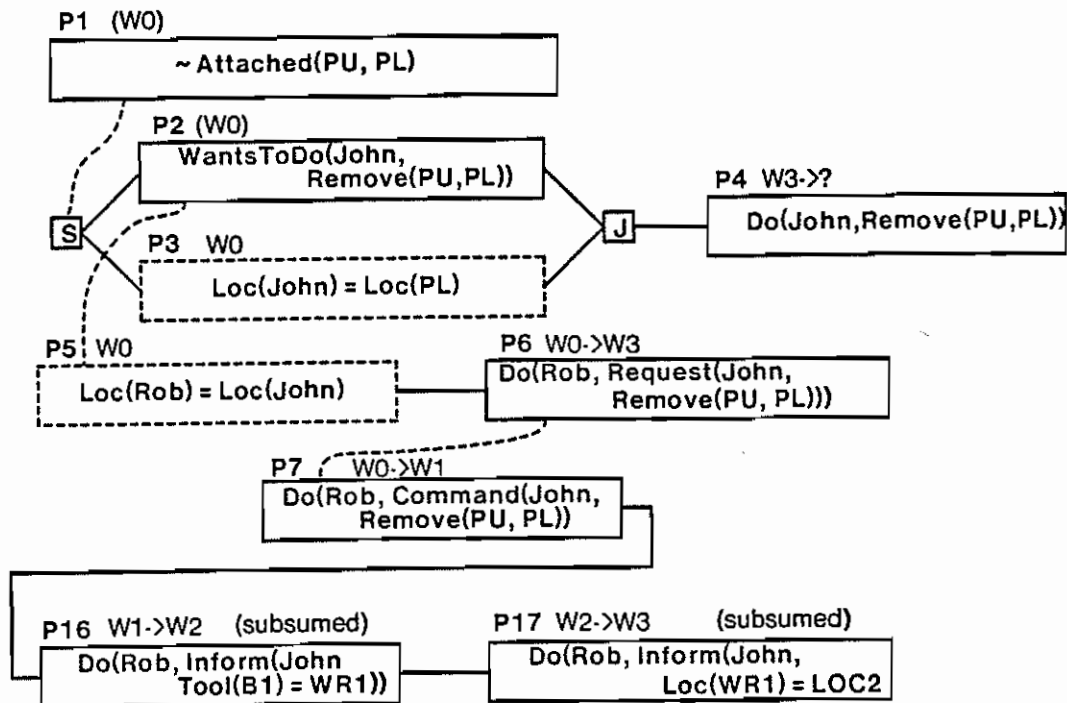 P1 (W0)
~ Attached(PU, PL)
P2 (W0)
WantsToDo(John,
Remove(PU,PL))
P4 W3->?
Do(John,Remove(PU,PL))
S
J
P3 W0
Loc(John) = Loc(PL)
P5 W0
Loc(Rob) = Loc(John)
P6 W0->W3
Do(Rob, Request(John,
Remove(PU, PL)))
P7 W0->W1
Do(Rob, Command(John,
Remove(PU, PL))
P16 W1->W2 (subsumed)
Do(Rob, Inform(John
Tool(B1) = WR1))
P17 W2->W3 (subsumed)
Do(Rob, Inform(John,
Loc(WR1) = LOC2